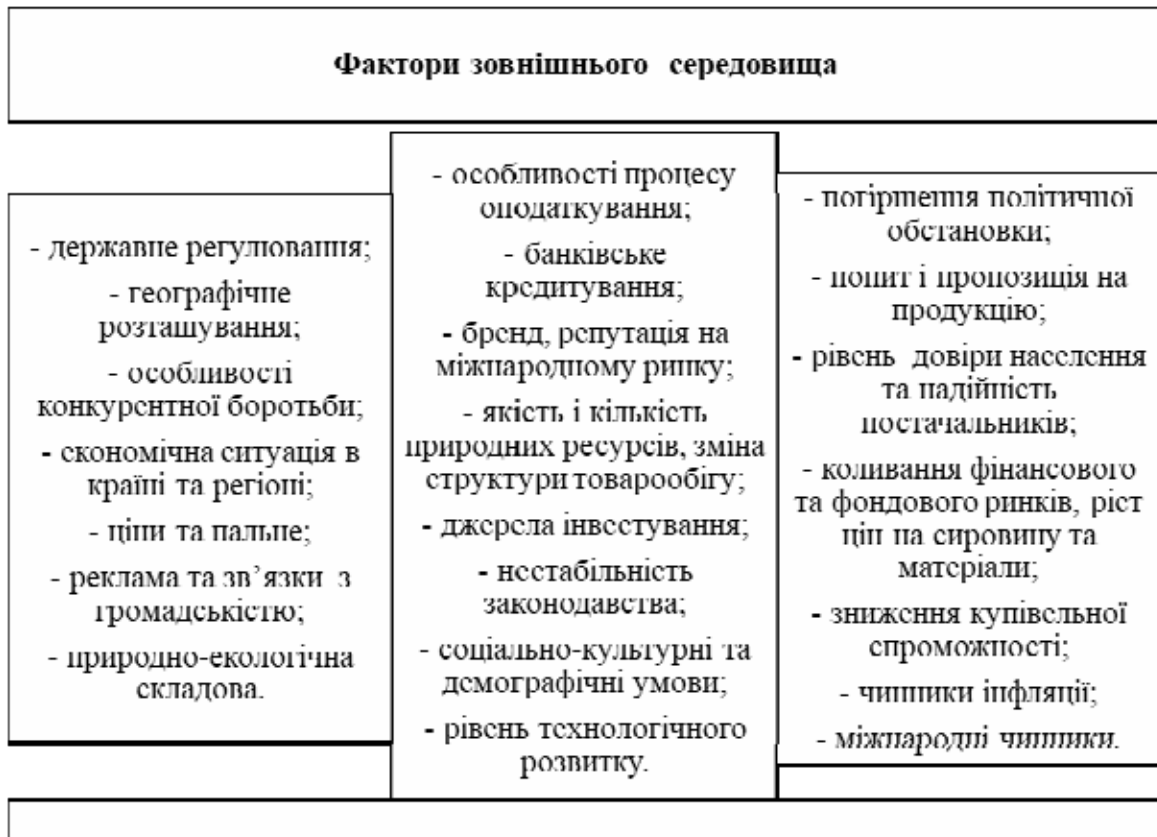 Фактори зовнішнього середовища
- державне регулювання;
- географічне
розташування;
- особливості
конкурентної боротьби;
- економічна ситуація в
країні та регіоні;
- ціни та пальне;
- реклама та зв’язки з
громадськістю;
- природно-екологічна
складова.
- особливості процесу
оподаткування;
- банківське
кредитування;
- бренд, репутація на
міжнародному ринку;
- якість і кількість
природних ресурсів, зміна
структури товарообігу;
- джерела інвестування;
- нестабільність
законодавства;
- соціально-культурні та
демографічні умови;
- рівень технологічного
розвитку.
- погіршення політичної
обстановки;
- попит і пропозиція на
продукцію;
- рівень довіри населення
та надійність
постачальників;
- коливання фінансового
та фондового ринків, ріст
цін на сировину та
матеріали;
- зниження купівельної
спроможності;
- чинники інфляції;
- міжнародні чинники.